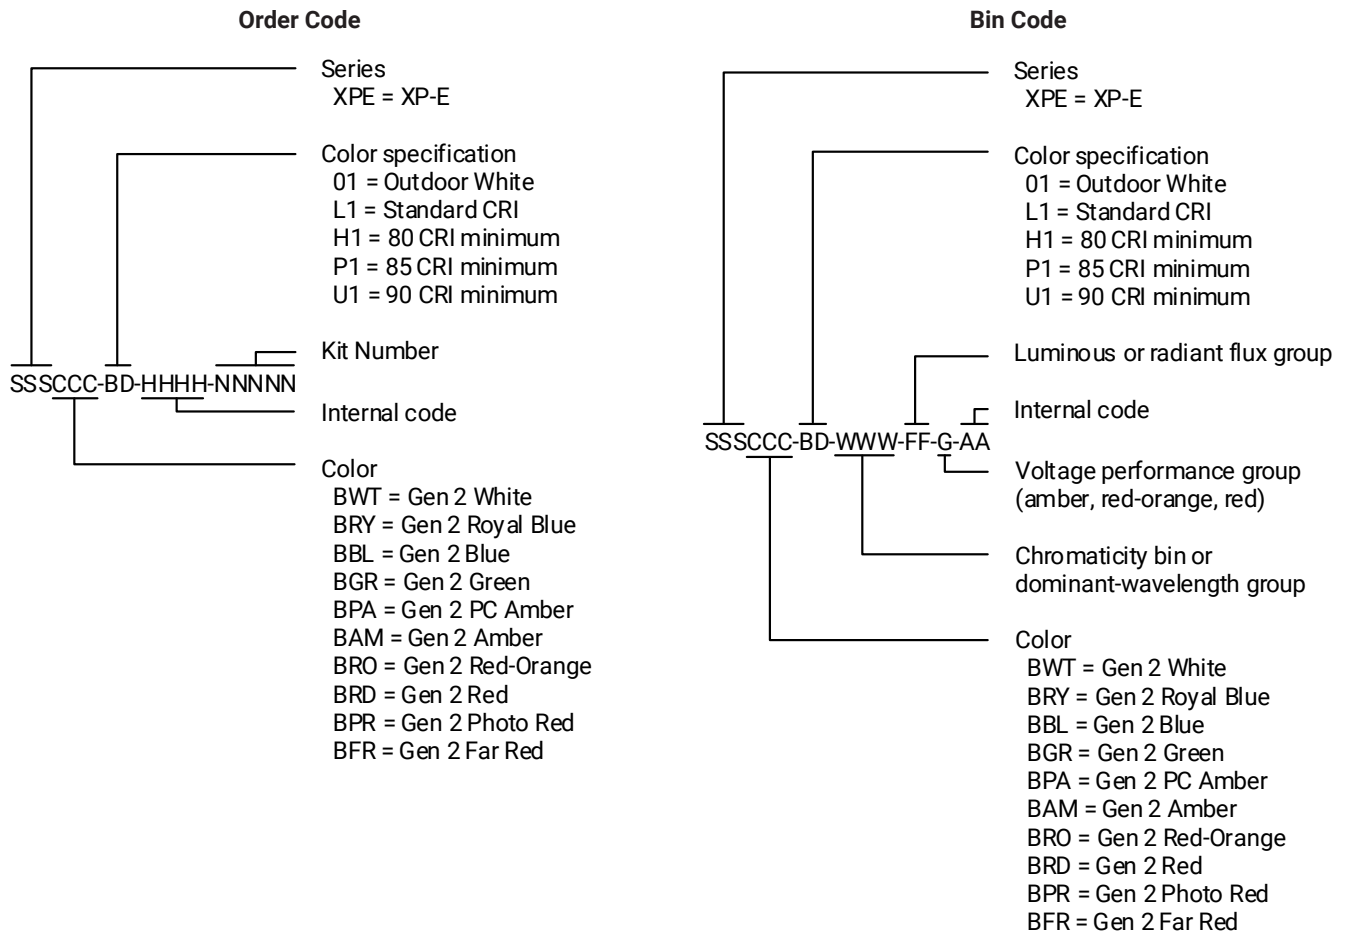 Order Code
Series
XPE = XP-E
Color specification
01 = Outdoor White
L1 = Standard CRI
H1 = 80 CRI minimum
P1 = 85 CRI minimum
U1 = 90 CRI minimum
Kit Number
SSSCCC-BD-HHHH-NNNNN
Internal code
Color
BWT = Gen 2 White
BRY = Gen 2 Royal Blue
BBL = Gen 2 Blue
BGR = Gen 2 Green
BPA = Gen 2 PC Amber
BAM = Gen 2 Amber
BRO = Gen 2 Red-Orange
BRD = Gen 2 Red
BPR = Gen 2 Photo Red
BFR = Gen 2 Far Red
Bin Code
Series
XPE = XP-E
Color specification
01 = Outdoor White
L1 = Standard CRI
H1 = 80 CRI minimum
P1 = 85 CRI minimum
U1 = 90 CRI minimum
Luminous or radiant flux group
Internal code
SSSCCC-BD-WWW-FF-G-AA
Voltage performance group
(amber, red-orange, red)
Chromaticity bin or
dominant-wavelength group
Color
BWT = Gen 2 White
BRY = Gen 2 Royal Blue
BBL = Gen 2 Blue
BGR = Gen 2 Green
BPA = Gen 2 PC Amber
BAM = Gen 2 Amber
BRO = Gen 2 Red-Orange
BRD = Gen 2 Red
BPR = Gen 2 Photo Red
BFR = Gen 2 Far Red